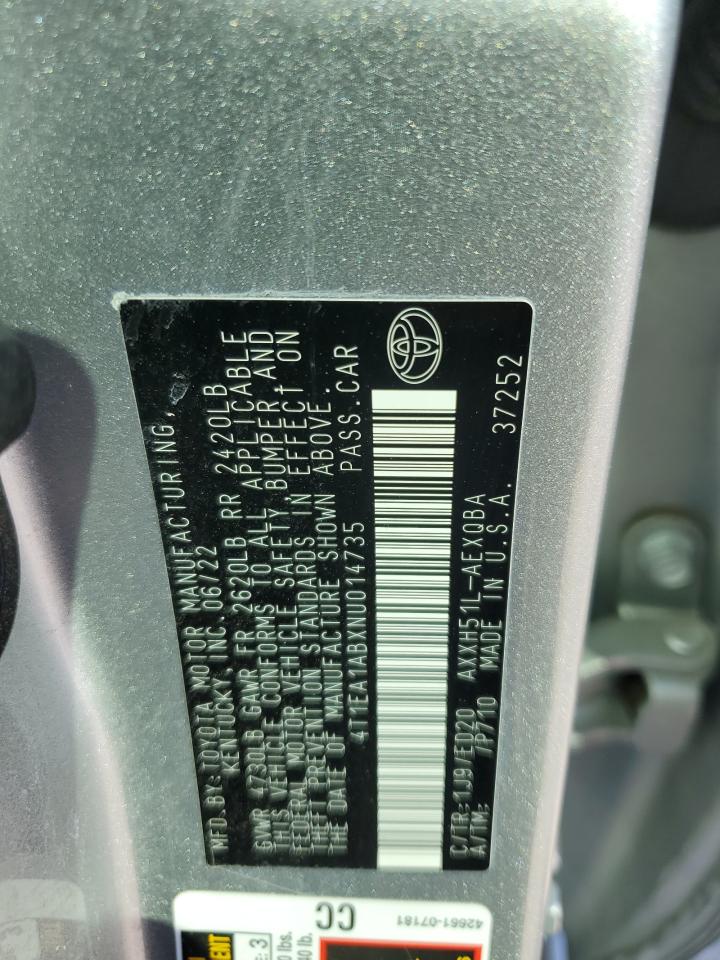 MFD. BY: TOYOTA MOTOR MANUFACTURING,
KENTUCKY, INC. 06/22
GVWR 4730LB GAWR FR 2620LB RR 2420LB
THIS VEHICLE CONFORMS TO ALL APPLICABLE
FEDERAL MOTOR VEHICLE SAFETY, BUMPER, AND
THEFT PREVENTION STANDARDS IN EFFECT ON
THE DATE OF MANUFACTURE SHOWN ABOVE.
4T1EA1ABXNU014735 PASS.CAR
C/TR: 1J9/ED20 AXXH51L-AEXQBA
A/TM: /P710 MADE IN U.S.A. 37252
3
CC
42661-07181